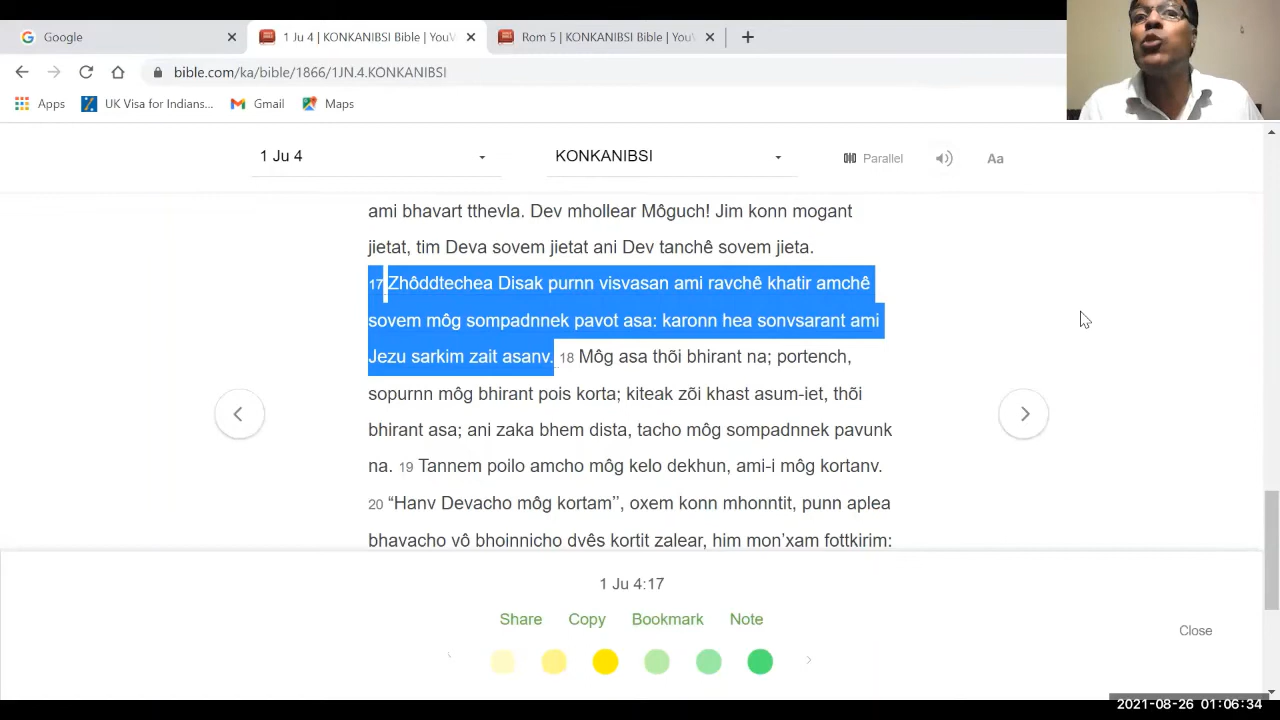 Google
1 Ju 4 | KONKANIBSI Bible | YouV
Rom 5 | KONKANIBSI Bible | YouV
bible.com/ka/bible/1866/1JN.4.KONKANIBSI
Apps
UK Visa for Indians...
Gmail
Maps
1 Ju 4
KONKANIBSI
Parallel
Aa
ami bhavart tthevla. Dev mhollear Môguch! Jim konn mogant
jietat, tim Deva sovem jietat ani Dev tanchê sovem jieta.
17 Zhôddtechea Disak purnn visvasan ami ravchê khatir amchê
sovem môg sompadnnek pavot asa: karonn hea sonvsarant ami
Jezu sarkim zait asanv. 18 Môg asa thõi bhirant na; portench,
sopurnn môg bhirant pois korta; kiteak zõi khast asum-iet, thõi
bhirant asa; ani zaka bhem dista, tacho môg sompadnnek pavunk
na. 19 Tannem poilo amcho môg kelo dekhun, ami-i môg kortanv.
20 “Hanv Devacho môg kortam’’, oxem konn mhonntit, punn aplea
bhavacho vô bhoinnicho dvês kortit zalear, him mon’xam fottkirim:
1 Ju 4:17
Share
Copy
Bookmark
Note
Close
2021-08-26 01:06:34